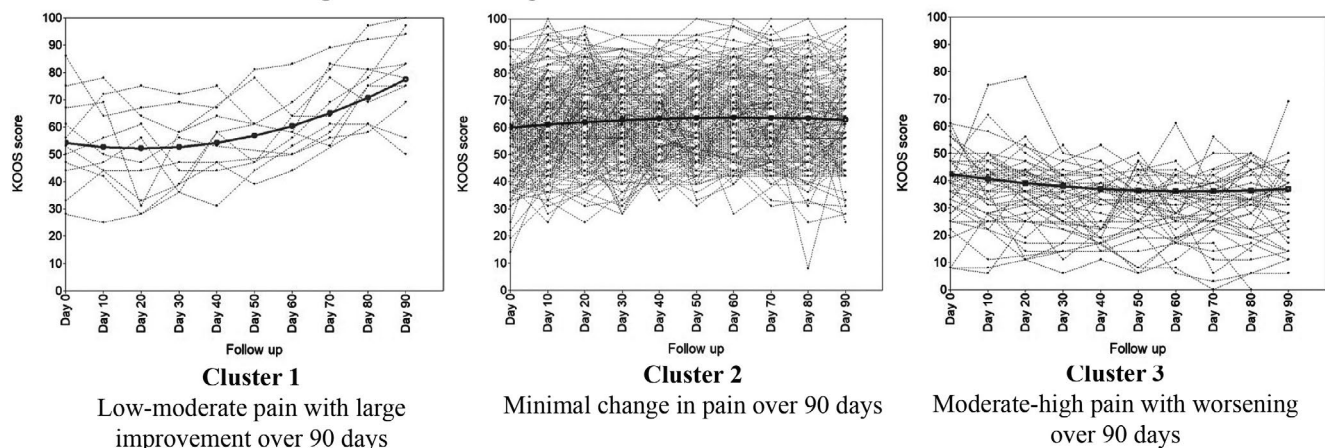 KOOS score
100
90
80
70
60
50
40
30
20
10
0
Day 0
Day 10
Day 20
Day 30
Day 40
Day 50
Day 60
Day 70
Day 80
Day 90
Follow up
Cluster 1
Low-moderate pain with large
improvement over 90 days
KOOS score
100
90
80
70
60
50
40
30
20
10
0
Day 0
Day 10
Day 20
Day 30
Day 40
Day 50
Day 60
Day 70
Day 80
Day 90
Follow up
Cluster 2
Minimal change in pain over 90 days
KOOS score
100
90
80
70
60
50
40
30
20
10
0
Day 0
Day 10
Day 20
Day 30
Day 40
Day 50
Day 60
Day 70
Day 80
Day 90
Follow up
Cluster 3
Moderate-high pain with worsening
over 90 days